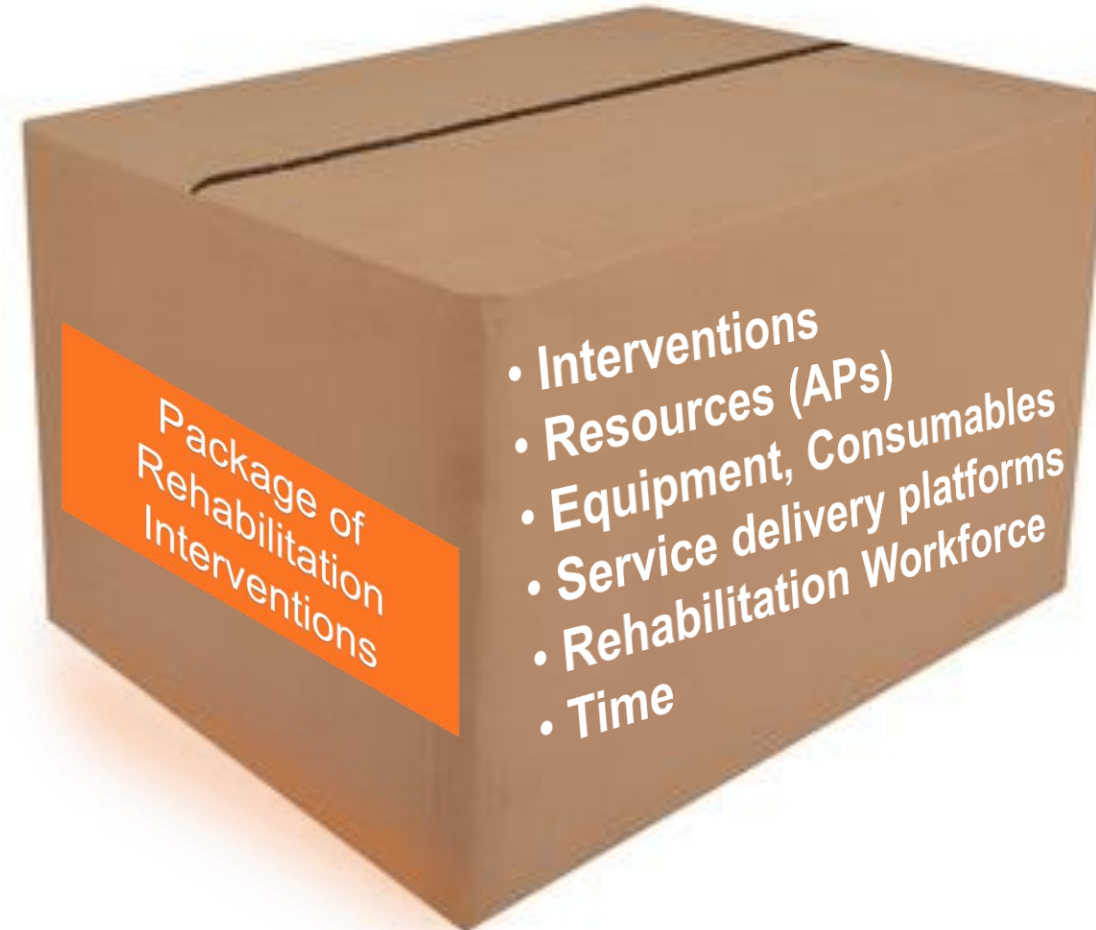 Package of
Rehabilitation
Interventions
• Interventions
• Resources (APs)
• Equipment, Consumables
• Service delivery platforms
• Rehabilitation Workforce
• Time